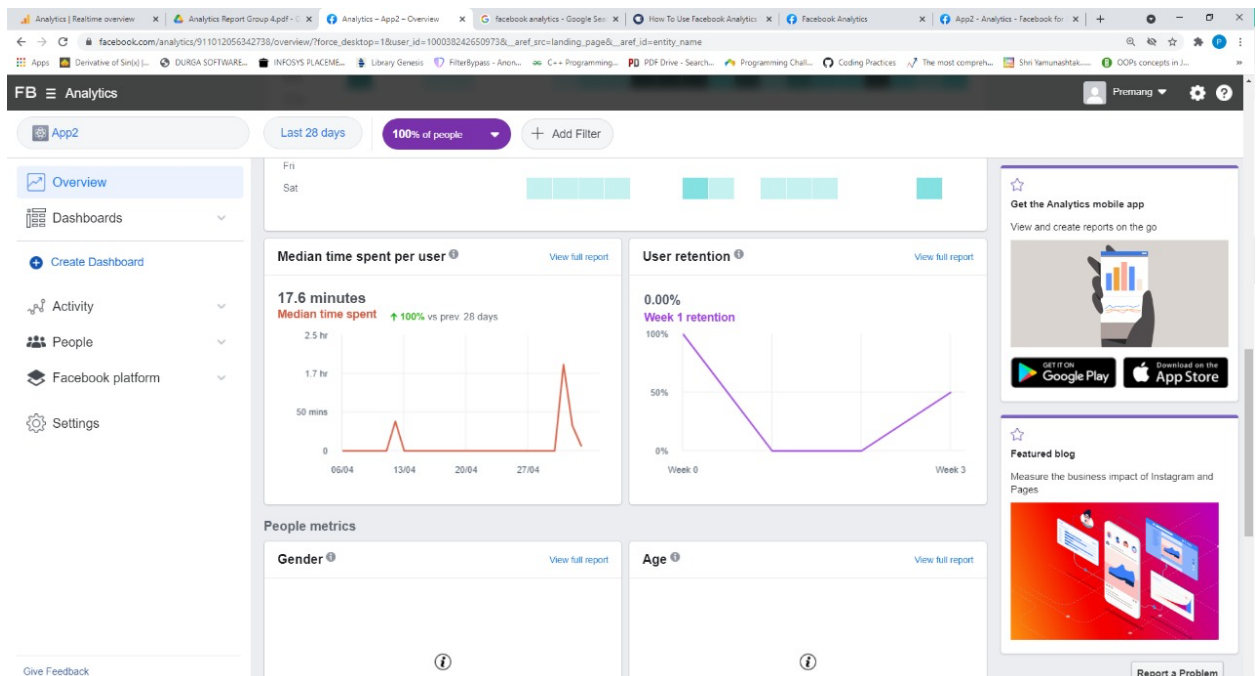 Analytics | Realtime overview
Analytics Report Group 4.pdf - G
Analytics – App2 – Overview
facebook analytics - Google Sea
How To Use Facebook Analytics
Facebook Analytics
App2 - Analytics - Facebook for
facebook.com/analytics/911012056342738/overview/?force_desktop=1&user_id=100038242650973&__aref_src=landing_page&__aref_id=entity_name
Apps
Derivative of Sin(x) |...
DURGA SOFTWARE...
INFOSYS PLACEME...
Library Genesis
FilterBypass - Anon...
C++ Programming...
PDF Drive - Search...
Programming Chall...
Coding Practices
The most compreh...
Shri Yamunashtak......
OOPs concepts in J...
FB Analytics
Premang
App2
Last 28 days
100% of people
+ Add Filter
Overview
Dashboards
Create Dashboard
Activity
People
Facebook platform
Settings
Give Feedback
Fri
Sat
Median time spent per user
View full report
17.6 minutes
Median time spent
↑ 100% vs prev. 28 days
2.5 hr
1.7 hr
50 mins
0
06/04 13/04 20/04 27/04
User retention
View full report
0.00%
Week 1 retention
100%
50%
0%
Week 0 Week 3
People metrics
Gender
View full report
Age
View full report
Get the Analytics mobile app
View and create reports on the go
GET IT ON
Google Play
Download on the
App Store
Featured blog
Measure the business impact of Instagram and
Pages
Report a Problem